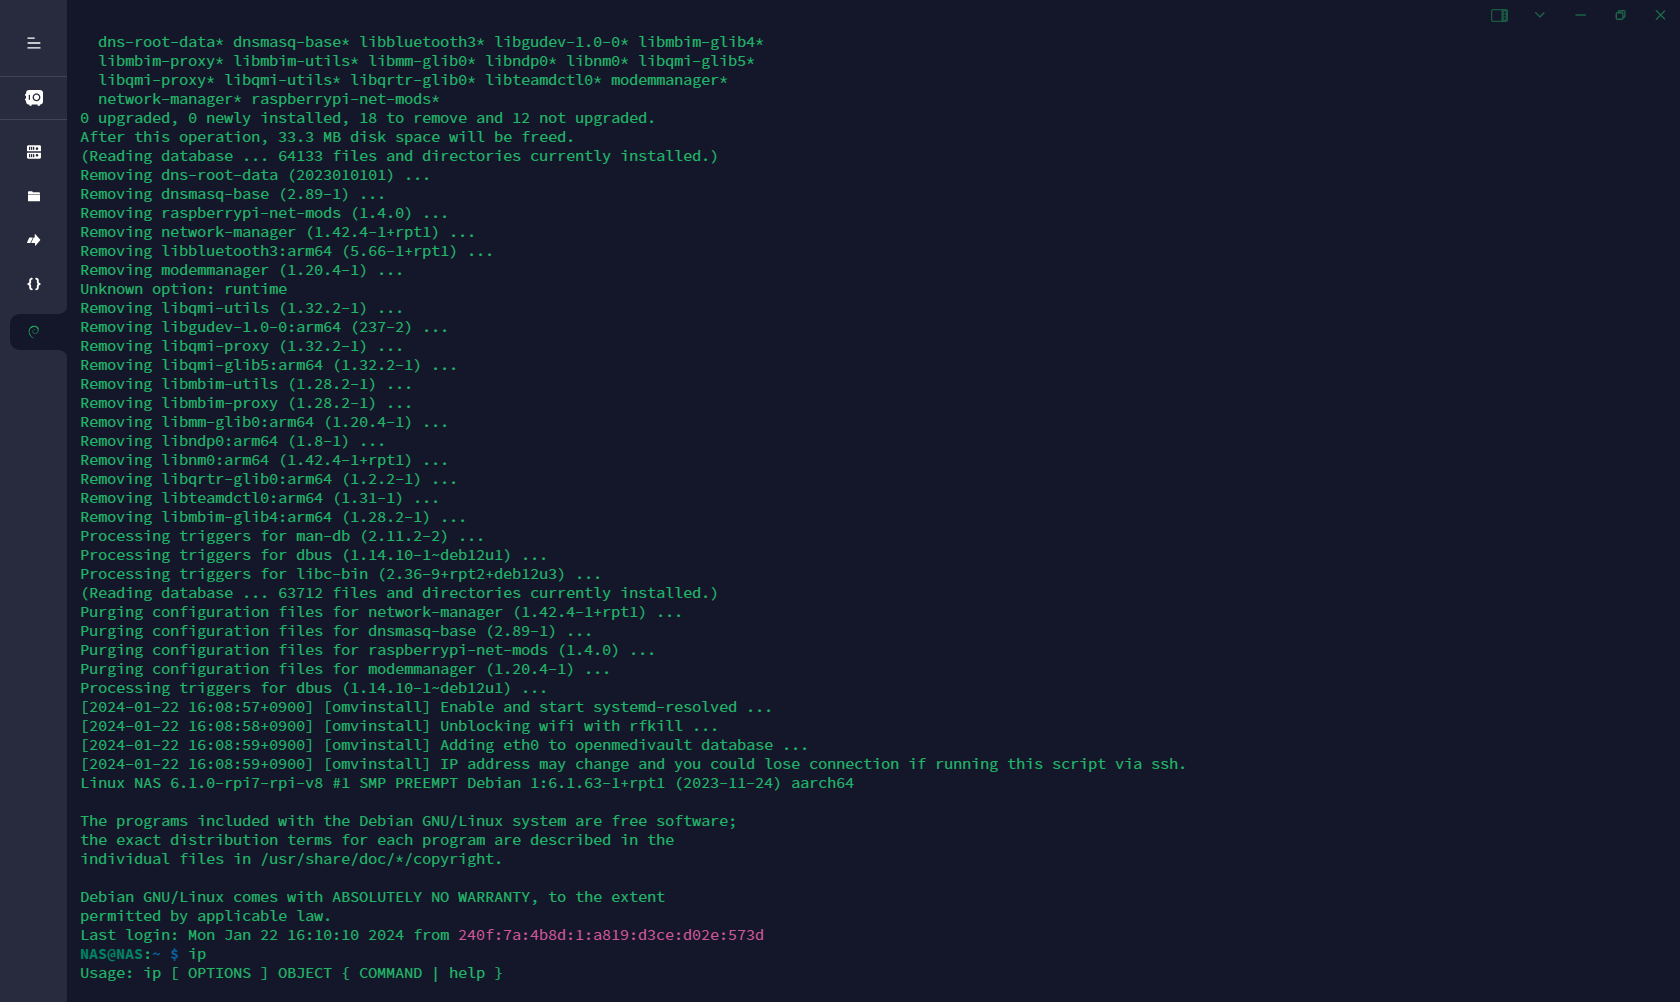 dns-root-data* dnsmasq-base* libbluetooth3* libgudev-1.0-0* libmbim-glib4*
libmbim-proxy* libmbim-utils* libmm-glib0* libndp0* libnm0* libqmi-glib5*
libqmi-proxy* libqmi-utils* libqrtr-glib0* libteamdctl0* modemmanager*
network-manager* raspberrypi-net-mods*
0 upgraded, 0 newly installed, 18 to remove and 12 not upgraded.
After this operation, 33.3 MB disk space will be freed.
(Reading database ... 64133 files and directories currently installed.)
Removing dns-root-data (2023010101) ...
Removing dnsmasq-base (2.89-1) ...
Removing raspberrypi-net-mods (1.4.0) ...
Removing network-manager (1.42.4-1+rpt1) ...
Removing libbluetooth3:arm64 (5.66-1+rpt1) ...
Removing modemmanager (1.20.4-1) ...
Unknown option: runtime
Removing libqmi-utils (1.32.2-1) ...
Removing libgudev-1.0-0:arm64 (237-2) ...
Removing libqmi-proxy (1.32.2-1) ...
Removing libqmi-glib5:arm64 (1.32.2-1) ...
Removing libmbim-utils (1.28.2-1) ...
Removing libmbim-proxy (1.28.2-1) ...
Removing libmm-glib0:arm64 (1.20.4-1) ...
Removing libndp0:arm64 (1.8-1) ...
Removing libnm0:arm64 (1.42.4-1+rpt1) ...
Removing libqrtr-glib0:arm64 (1.2.2-1) ...
Removing libteamdctl0:arm64 (1.31-1) ...
Removing libmbim-glib4:arm64 (1.28.2-1) ...
Processing triggers for man-db (2.11.2-2) ...
Processing triggers for dbus (1.14.10-1~deb12u1) ...
Processing triggers for libc-bin (2.36-9+rpt2+deb12u3) ...
(Reading database ... 63712 files and directories currently installed.)
Purging configuration files for network-manager (1.42.4-1+rpt1) ...
Purging configuration files for dnsmasq-base (2.89-1) ...
Purging configuration files for raspberrypi-net-mods (1.4.0) ...
Purging configuration files for modemmanager (1.20.4-1) ...
Processing triggers for dbus (1.14.10-1~deb12u1) ...
[2024-01-22 16:08:57+0900] [omvinstall] Enable and start systemd-resolved ...
[2024-01-22 16:08:58+0900] [omvinstall] Unblocking wifi with rfkill ...
[2024-01-22 16:08:59+0900] [omvinstall] Adding eth0 to openmedivault database ...
[2024-01-22 16:08:59+0900] [omvinstall] IP address may change and you could lose connection if running this script via ssh.
Linux NAS 6.1.0-rpi7-rpi-v8 #1 SMP PREEMPT Debian 1:6.1.63-1+rpt1 (2023-11-24) aarch64
The programs included with the Debian GNU/Linux system are free software;
the exact distribution terms for each program are described in the
individual files in /usr/share/doc/*/copyright.
Debian GNU/Linux comes with ABSOLUTELY NO WARRANTY, to the extent
permitted by applicable law.
Last login: Mon Jan 22 16:10:10 2024 from 240f:7a:4b8d:1:a819:d3ce:d02e:573d
NAS@NAS:~ $ ip
Usage: ip [ OPTIONS ] OBJECT { COMMAND | help }